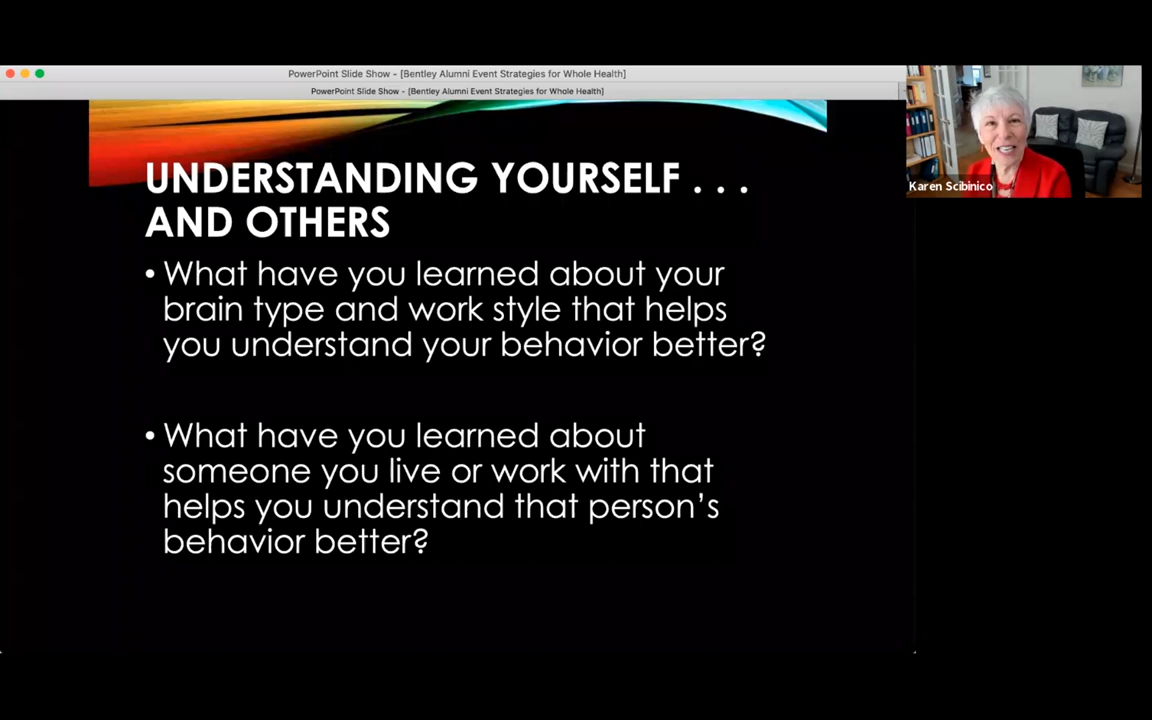 PowerPoint Slide Show - [Bentley Alumni Event Strategies for Whole Health]
PowerPoint Slide Show - [Bentley Alumni Event Strategies for Whole Health]
UNDERSTANDING YOURSELF . . .
AND OTHERS
• What have you learned about your
brain type and work style that helps
you understand your behavior better?
• What have you learned about
someone you live or work with that
helps you understand that person’s
behavior better?
Karen Scibinico